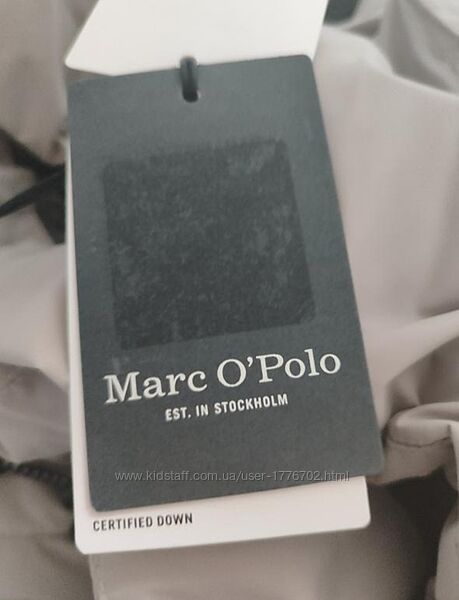 Marc O'Polo
EST. IN STOCKHOLM
www.kidstaff.com.ua/user-1776702.html
CERTIFIED DOWN